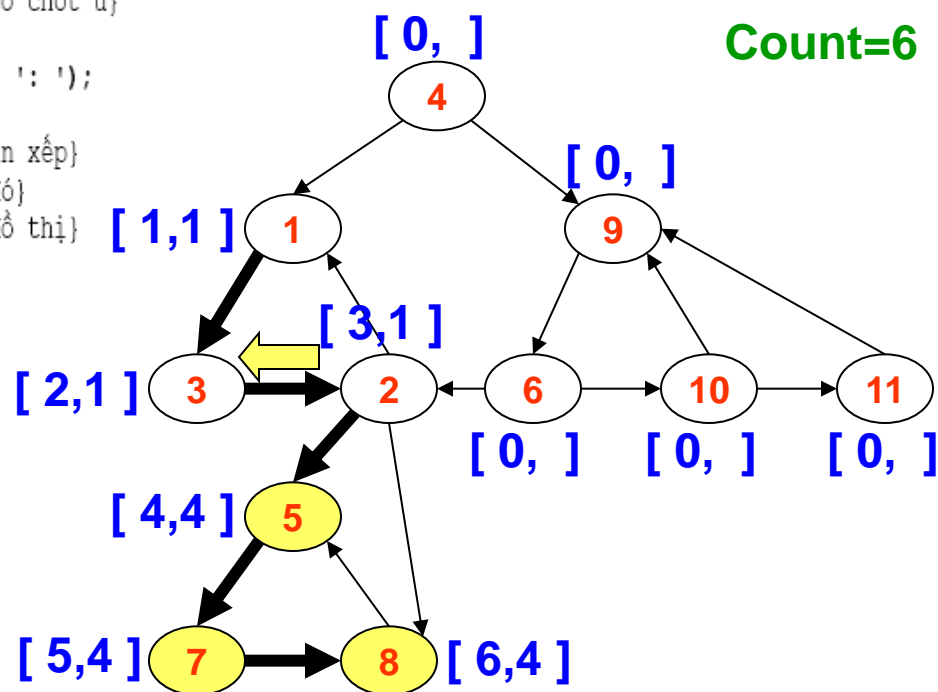 chốt u}
[ 0, ]
Count=6
': ');
4
xếp}
[ 0, ]
thị}
[ 1,1 ]
1
9
[ 3,1 ]
[ 2,1 ]
3
2
6
10
11
[ 0, ]
[ 0, ]
[ 0, ]
[ 4,4 ]
5
[ 5,4 ]
7
8
[ 6,4 ]